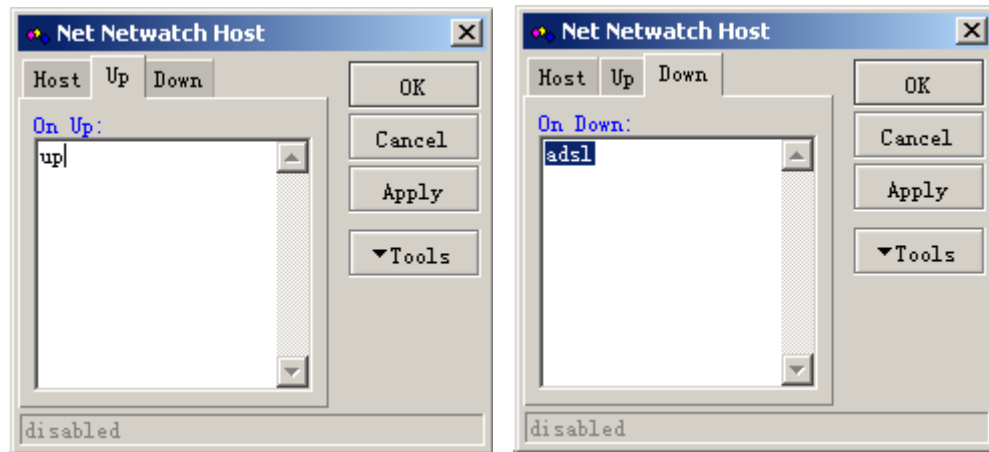 Net Netwatch Host
Host Up Down
On Up:
up
OK
Cancel
Apply
Tools
disabled
Net Netwatch Host
Host Up Down
On Down:
adsl
OK
Cancel
Apply
Tools
disabled